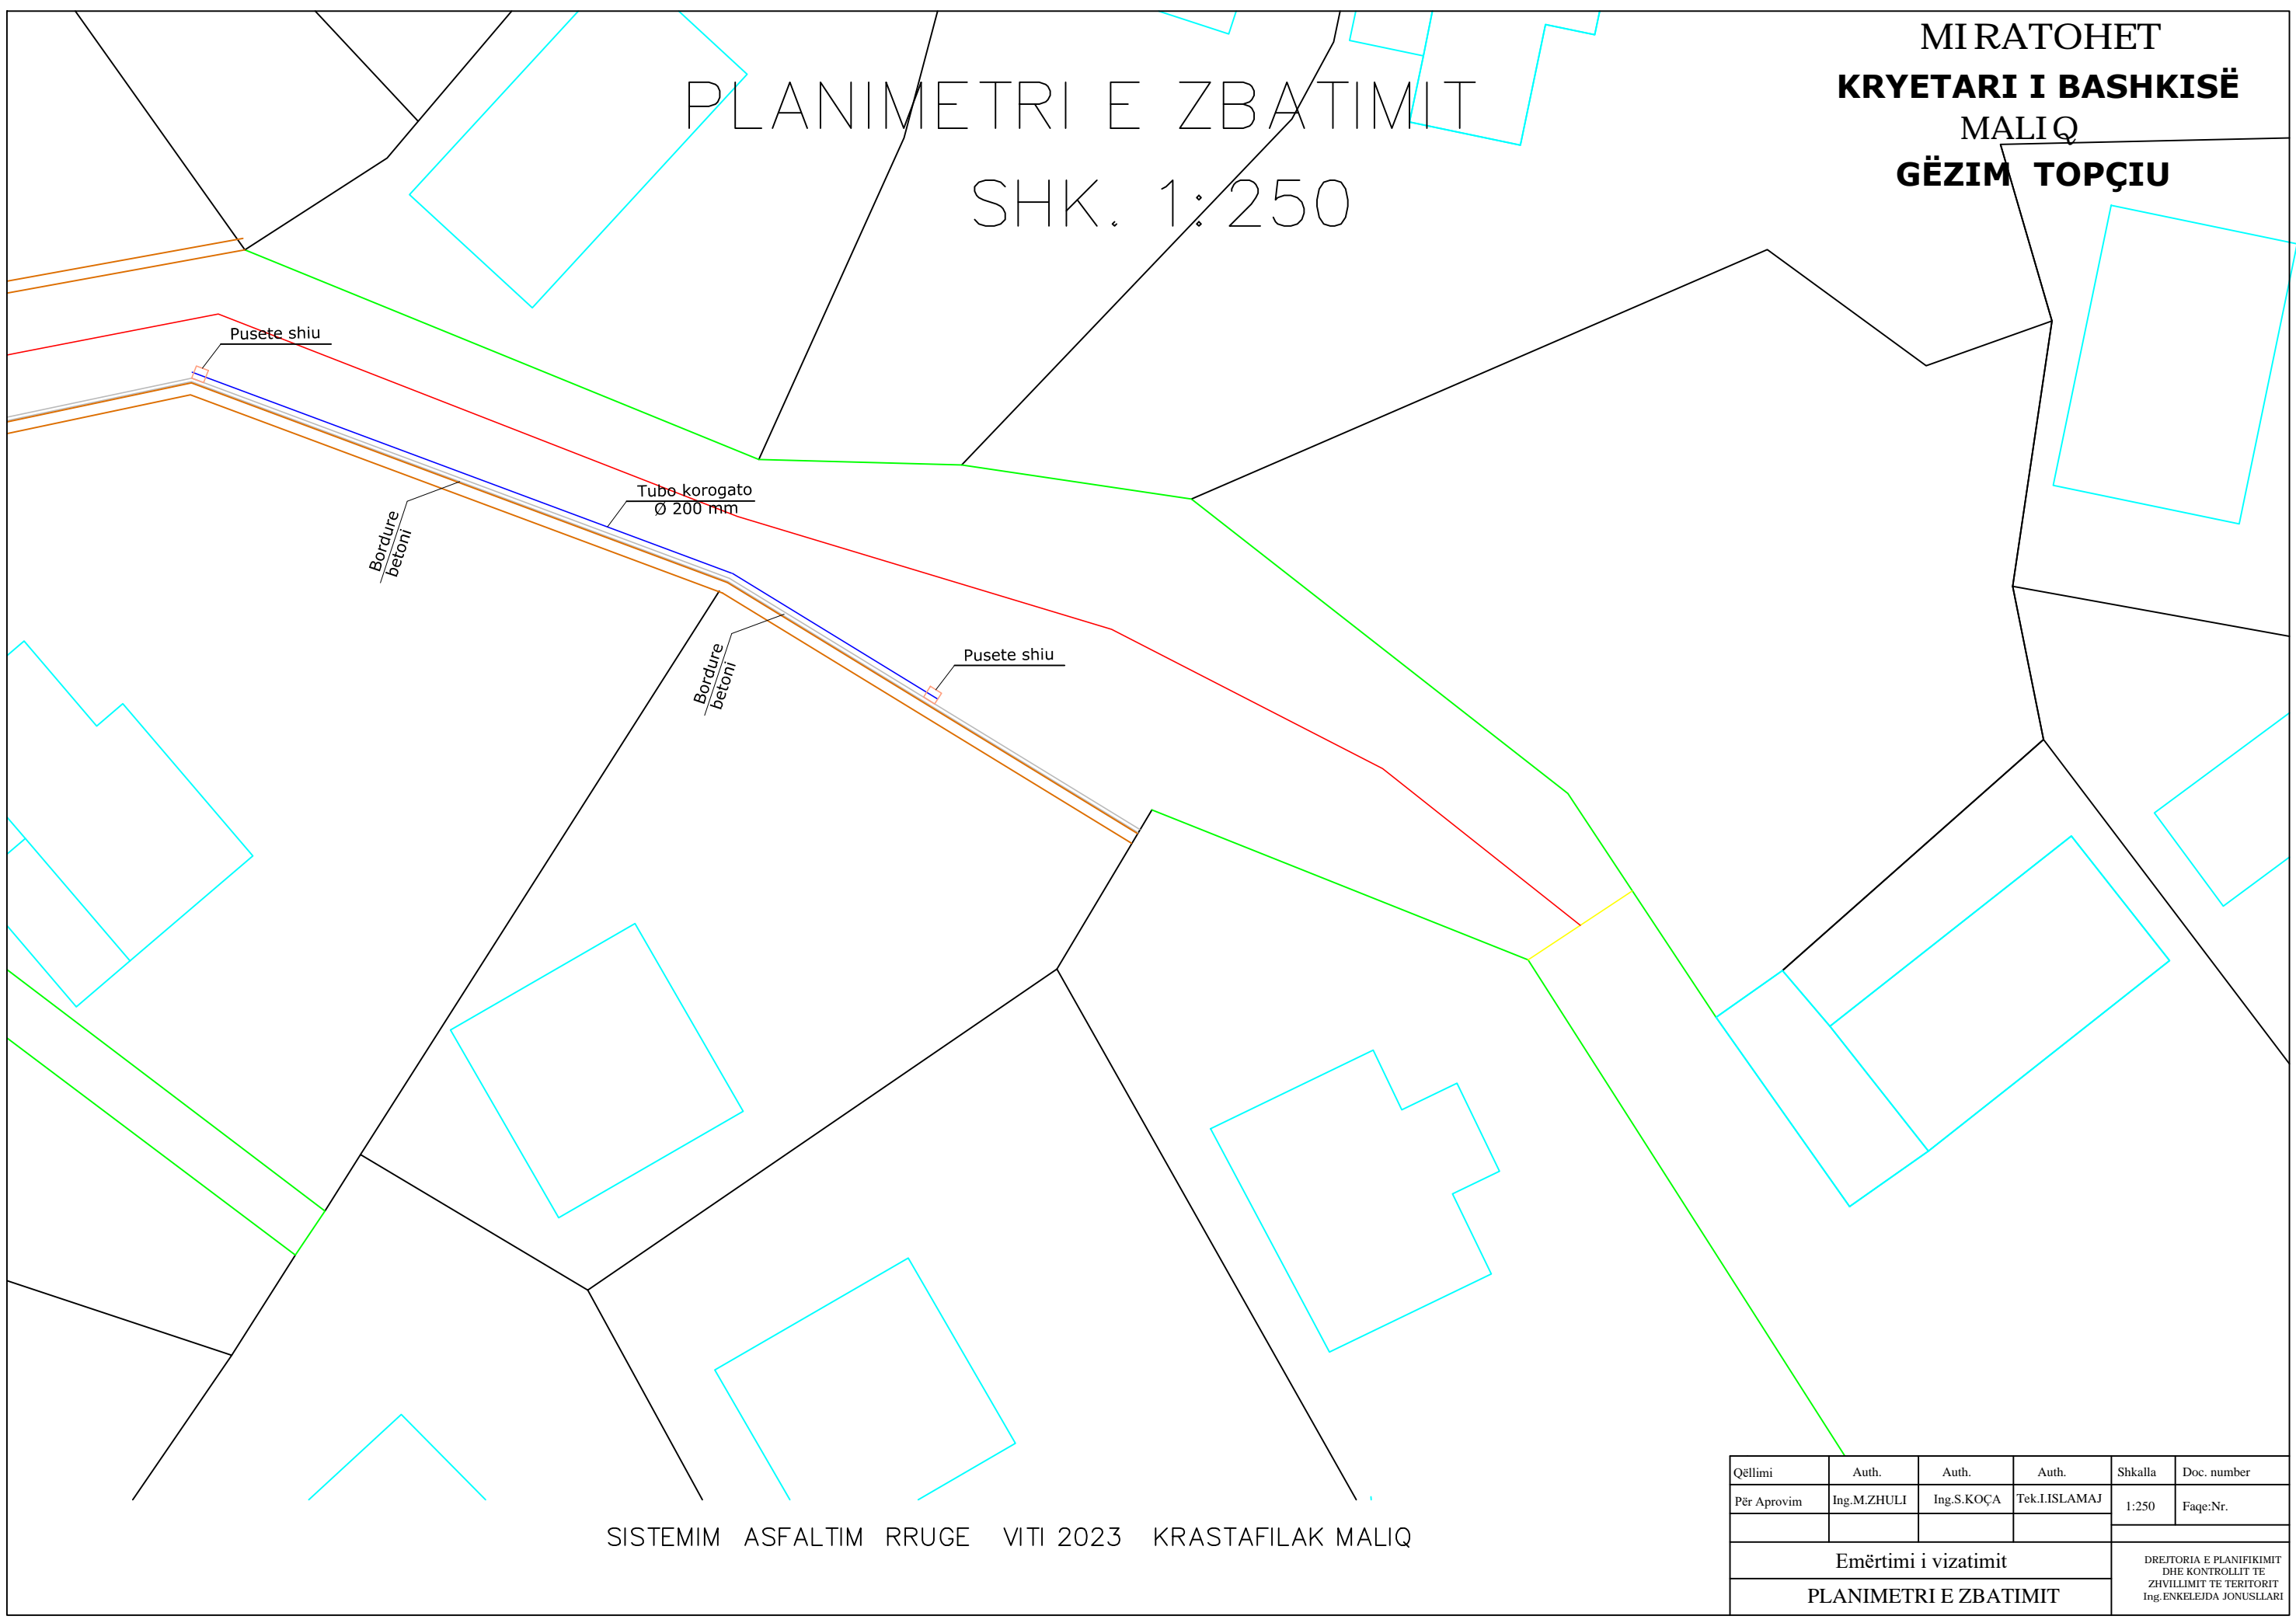 PLANIMETRI E ZBATIMIT
SHK. 1:250
MIRATOHET
KRYETARI I BASHKISË
MALIQ
GËZIM TOPÇIU
Pusete shiu
Tubo korogato
Ø 200 mm
Bordure
betoni
Bordure
betoni
Pusete shiu
SISTEMIM ASFALTIM RRUGE VITI 2023 KRASTAFILAK MALIQ
Qëllimi Auth. Auth. Auth. Shkalla Doc. number
Për Aprovim Ing.M.ZHULI Ing.S.KOÇA Tek.I.ISLAMAJ 1:250 Faqe:Nr.
Emërtimi i vizatimit
PLANIMETRI E ZBATIMIT
DREJTORIA E PLANIFIKIMIT
DHE KONTROLLIT TE
ZHVILLIMIT TE TERITORIT
Ing.ENKELEJDA JONUSLLARI